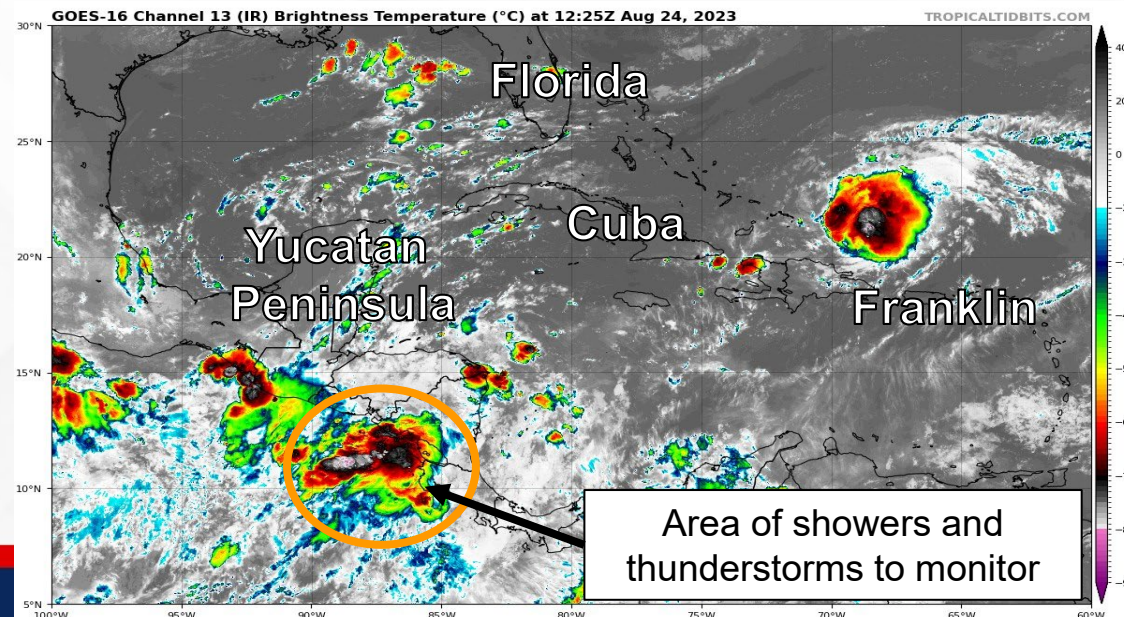 GOES-16 Channel 13 (IR) Brightness Temperature (°C) at 12:25Z Aug 24, 2023
TROPICALTIDBITS.COM
30°N
40
Florida
20
25°N
0
Cuba
Yucatan
20°N
Peninsula
Franklin
15°N
10°N
Area of showers and
thunderstorms to monitor
5°N
100°W 95°W 90°W 85°W 80°W 75°W 70°W 65°W 60°W